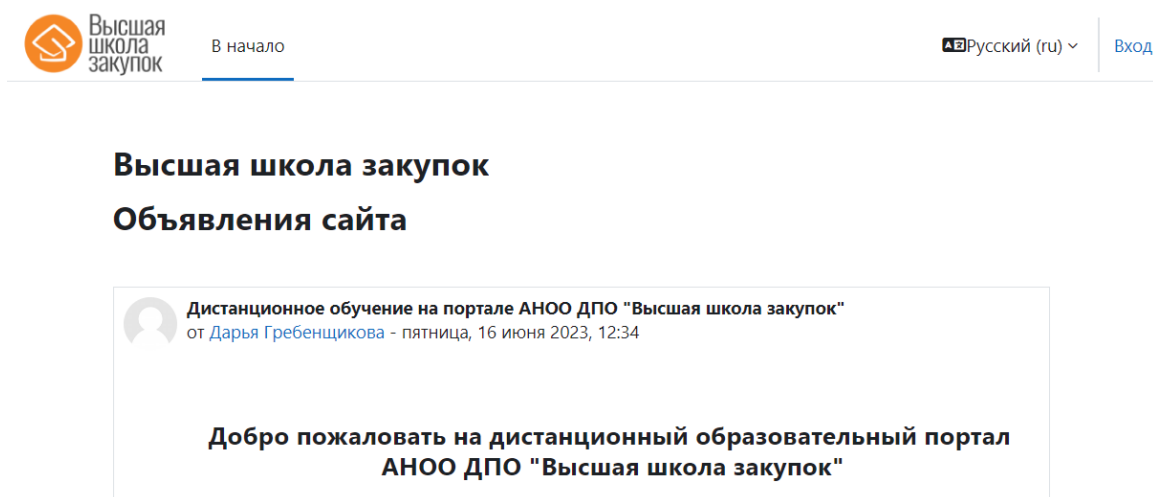 Высшая
школа
закупок
В начало
Русский (ru)
Вход
Высшая школа закупок
Объявления сайта
Дистанционное обучение на портале АНОО ДПО "Высшая школа закупок"
от Дарья Гребенщикова - пятница, 16 июня 2023, 12:34
Добро пожаловать на дистанционный образовательный портал
АНОО ДПО "Высшая школа закупок"